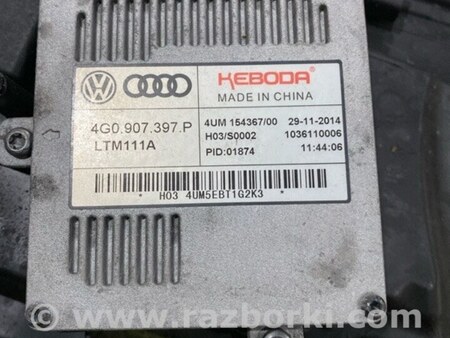 KEBODA®
MADE IN CHINA
4G0.907.397.P
LTM111A
4UM 154367/00 29-11-2014
H03/S0002 1036110006
PID:01874 11:44:06
* H03 4UM5EBT1G2K3 *
© www.razborki.com